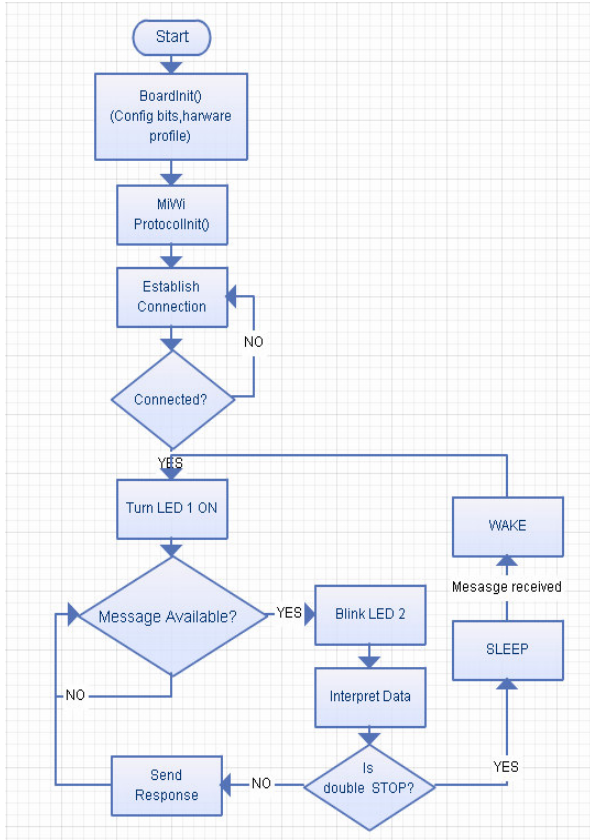 Start
BoardInit()
(Config bits,harware
profile)
MiWi
ProtocolInit()
Establish
Connection
NO
Connected?
YES
Turn LED 1 ON
WAKE
Mesasge received
Message Available?
YES
Blink LED 2
SLEEP
NO
Interpret Data
Is
double STOP?
YES
NO
Send
Response